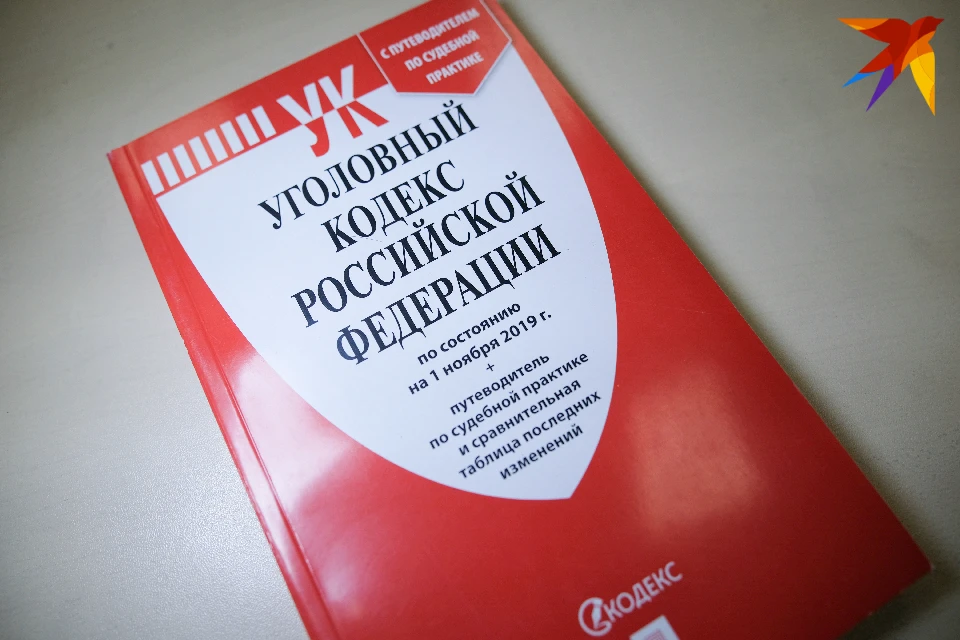 С ПУТЕВОДИТЕЛЕМ
ПО СУДЕБНОЙ
ПРАКТИКЕ
УК
УГОЛОВНЫЙ
КОДЕКС
РОССИЙСКОЙ
ФЕДЕРАЦИИ
по состоянию
на 1 ноября 2019 г.
+
путеводитель
по судебной практике
и сравнительная
таблица последних
изменений
КОДЕКС